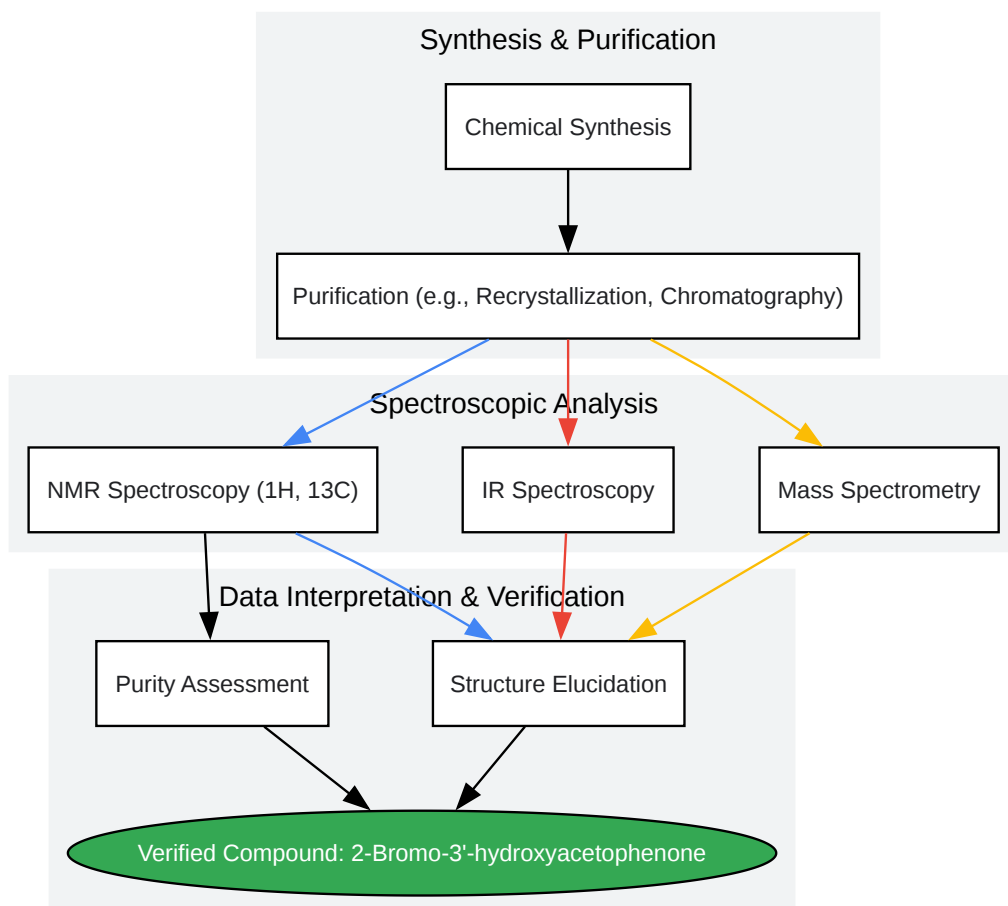 Synthesis & Purification
Chemical Synthesis
Purification (e.g., Recrystallization, Chromatography)
Spectroscopic Analysis
NMR Spectroscopy (1H, 13C)
IR Spectroscopy
Mass Spectrometry
Data Interpretation & Verification
Purity Assessment
Structure Elucidation
Verified Compound: 2-Bromo-3'-hydroxyacetophenone